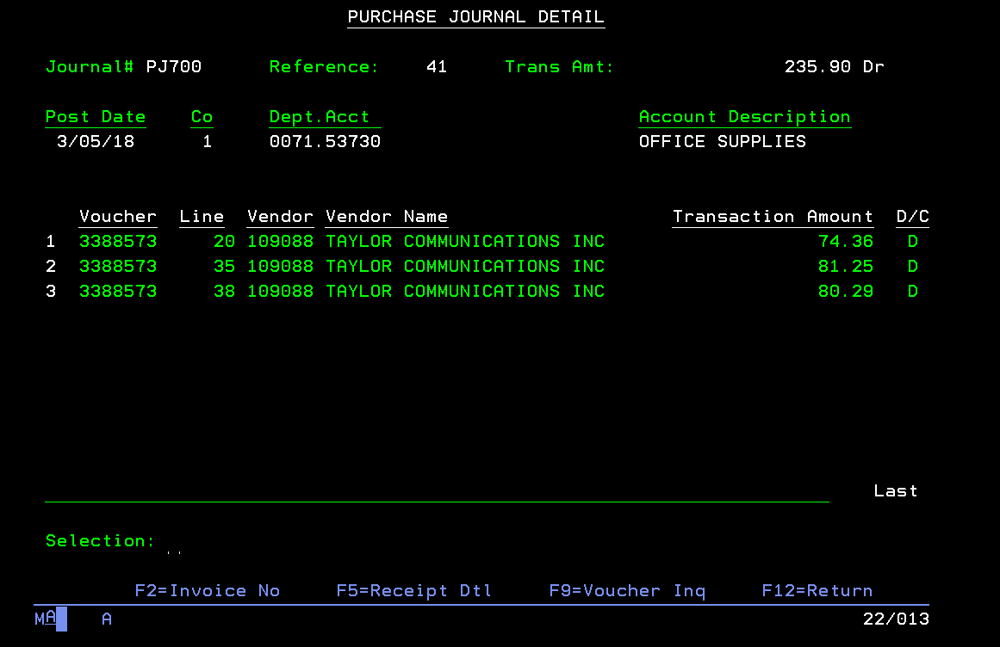 PURCHASE JOURNAL DETAIL
Journal# PJ700 Reference: 41 Trans Amt: 235.90 Dr
Post Date Co Dept.Acct Account Description
3/05/18 1 0071.53730 OFFICE SUPPLIES
Voucher Line Vendor Vendor Name Transaction Amount D/C
1 3388573 20 109088 TAYLOR COMMUNICATIONS INC 74.36 D
2 3388573 35 109088 TAYLOR COMMUNICATIONS INC 81.25 D
3 3388573 38 109088 TAYLOR COMMUNICATIONS INC 80.29 D
Last
Selection:
F2=Invoice No F5=Receipt Dtl F9=Voucher Inq F12=Return
MA A 22/013